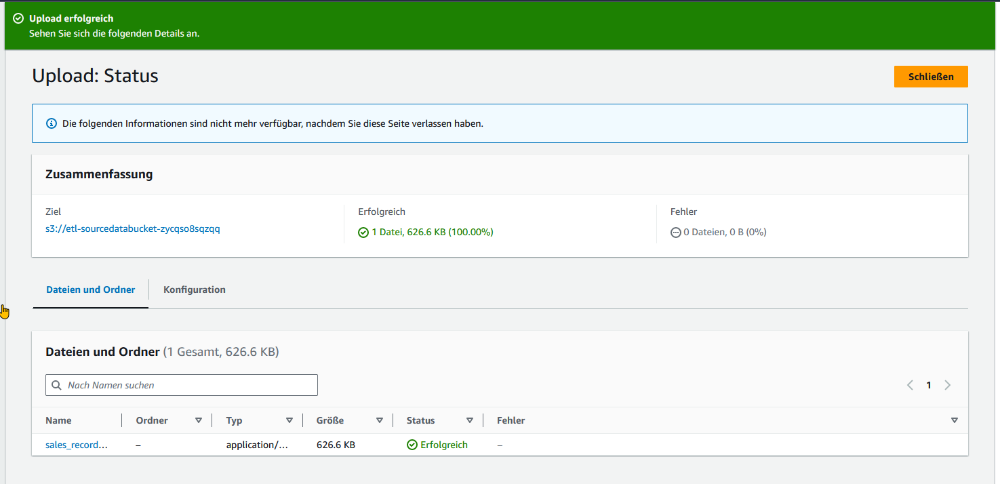 Upload erfolgreich
Sehen Sie sich die folgenden Details an.
Upload: Status
Schließen
Die folgenden Informationen sind nicht mehr verfügbar, nachdem Sie diese Seite verlassen haben.
Zusammenfassung
Ziel
s3://etl-sourcedatabucket-zycqso8sqzqq
Erfolgreich
1 Datei, 626.6 KB (100.00%)
Fehler
0 Dateien, 0 B (0%)
Dateien und Ordner
Konfiguration
Dateien und Ordner (1 Gesamt, 626.6 KB)
Nach Namen suchen
1
Name Ordner Typ Größe Status Fehler
sales_record... – application/... 626.6 KB Erfolgreich –